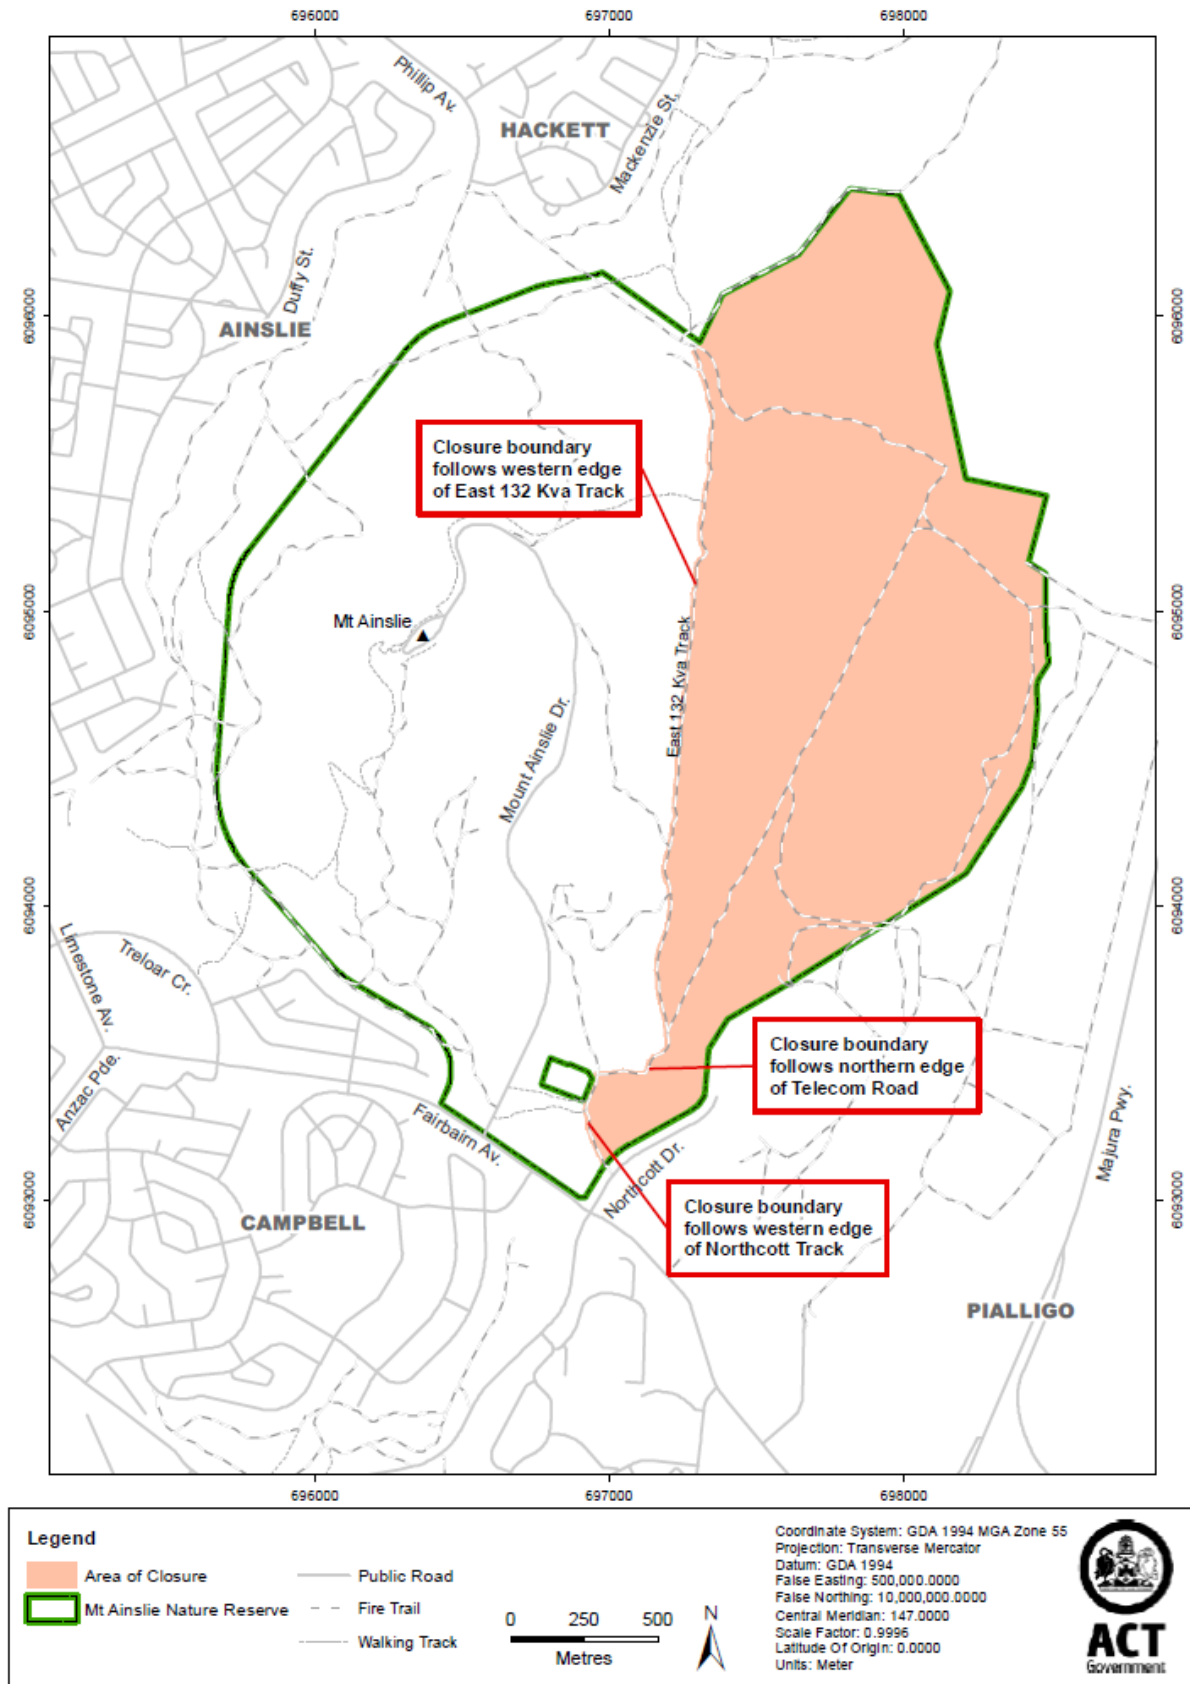 696000
697000
698000
Phillip Av.
HACKETT
Mackenzie St.
Duffy St.
AINSLIE
6096000
6096000
Closure boundary
follows western edge
of East 132 Kva Track
Mt Ainslie
6095000
6095000
East 132 Kva Track
Mount Ainslie Dr.
6094000
6094000
Limestone Av.
Treloar Cr.
Closure boundary
follows northern edge
of Telecom Road
Anzac Pde.
Fairbairn Av.
Majura Pwy.
Northcott Dr.
6093000
6093000
CAMPBELL
Closure boundary
follows western edge
of Northcott Track
PIALLIGO
696000
697000
698000
Legend
Area of Closure
Mt Ainslie Nature Reserve
Public Road
Fire Trail
Walking Track
0 250 500
Metres
N
Coordinate System: GDA 1994 MGA Zone 55
Projection: Transverse Mercator
Datum: GDA 1994
False Easting: 500,000.0000
False Northing: 10,000,000.0000
Central Meridian: 147.0000
Scale Factor: 0.9996
Latitude Of Origin: 0.0000
Units: Meter
ACT
Government